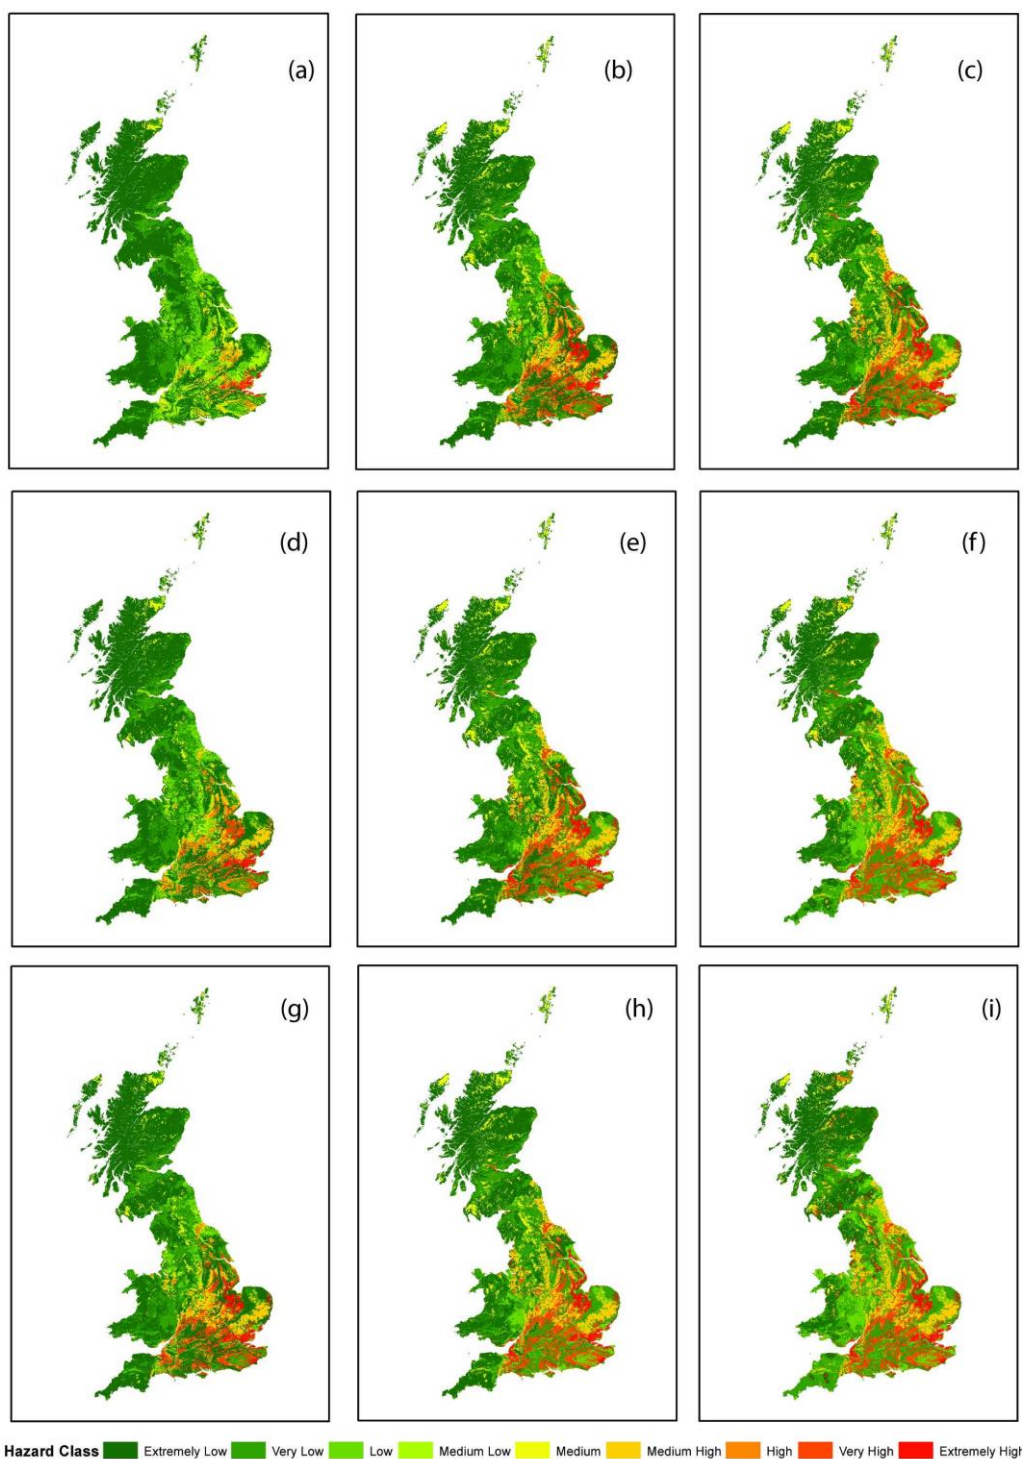 (a)
(b)
(c)
(d)
(e)
(f)
(g)
(h)
(i)
Hazard Class Extremely Low Very Low Low Medium Low Medium Medium High High Very High Extremely High